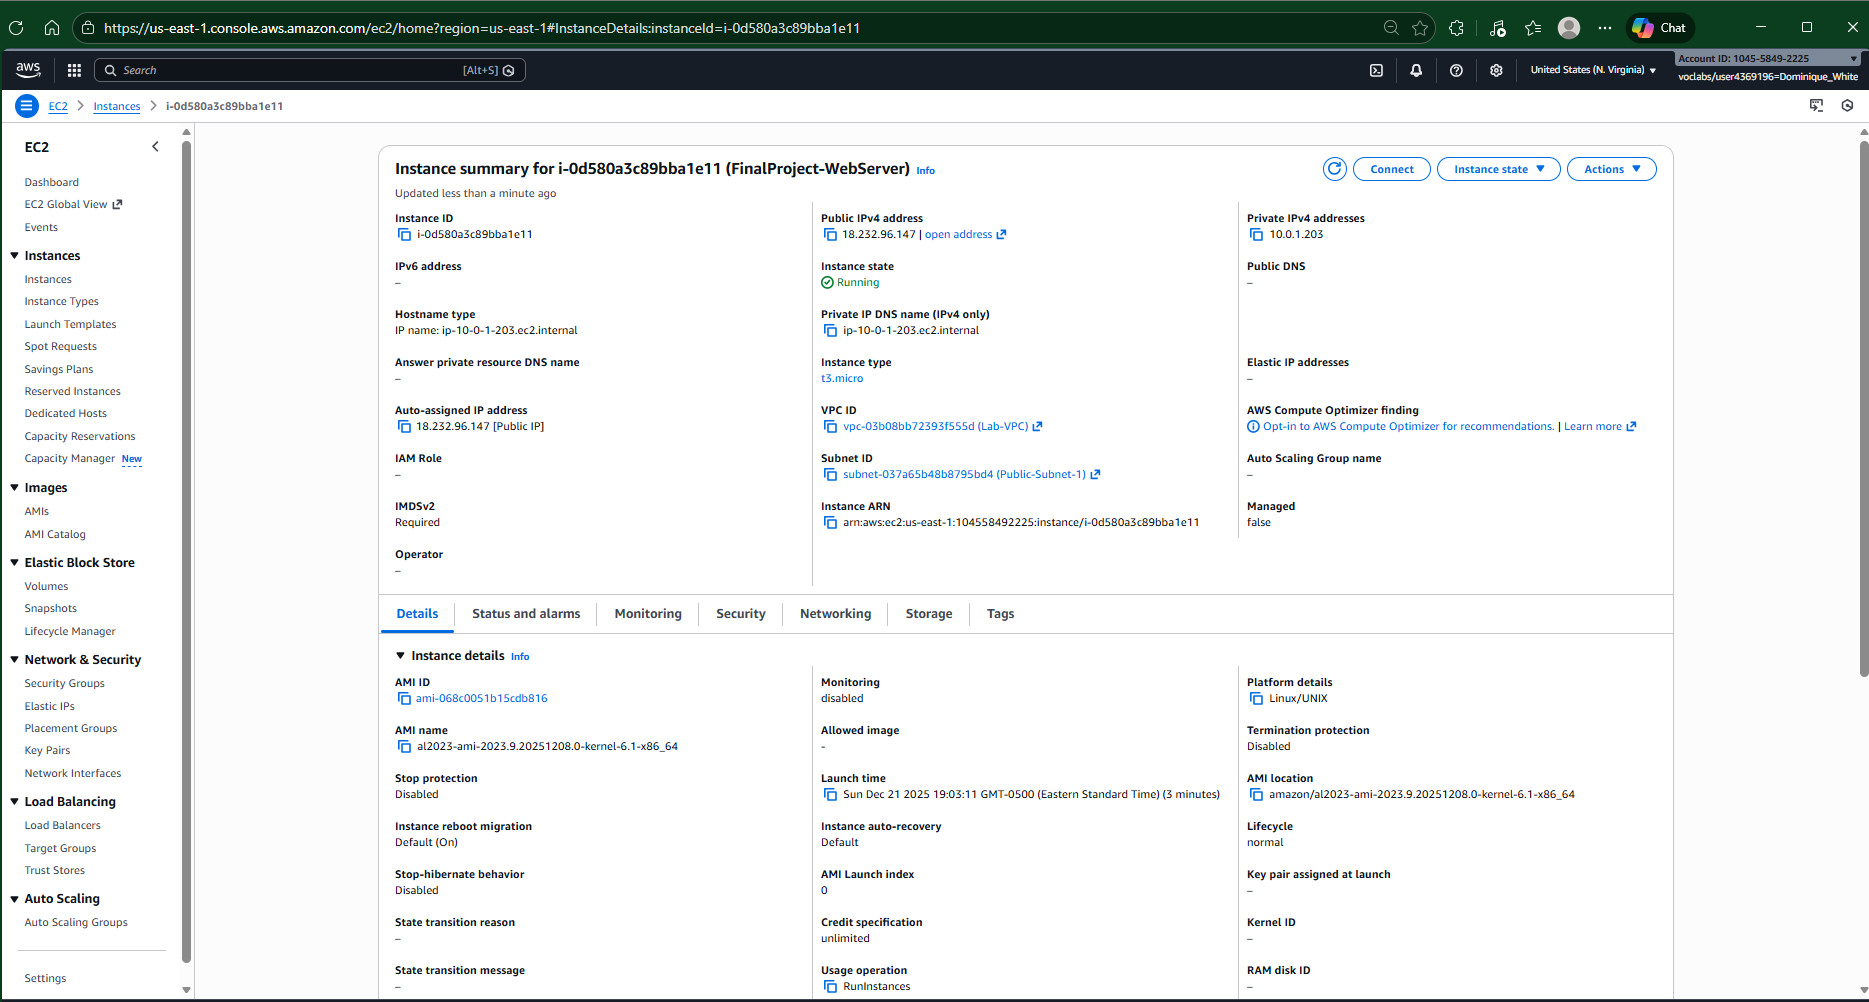 https://us-east-1.console.aws.amazon.com/ec2/home?region=us-east-1#InstanceDetails:instanceId=i-0d580a3c89bba1e11
Chat
aws
Search
[Alt+S]
United States (N. Virginia)
Account ID: 1045-5849-2225
voclabs/user4369196=Dominique_White
EC2
Instances
i-0d580a3c89bba1e11
EC2
Dashboard
EC2 Global View
Events
Instances
Instances
Instance Types
Launch Templates
Spot Requests
Savings Plans
Reserved Instances
Dedicated Hosts
Capacity Reservations
Capacity Manager New
Images
AMIs
AMI Catalog
Elastic Block Store
Volumes
Snapshots
Lifecycle Manager
Network & Security
Security Groups
Elastic IPs
Placement Groups
Key Pairs
Network Interfaces
Load Balancing
Load Balancers
Target Groups
Trust Stores
Auto Scaling
Auto Scaling Groups
Settings
Instance summary for i-0d580a3c89bba1e11 (FinalProject-WebServer) Info
Updated less than a minute ago
Connect
Instance state
Actions
Instance ID
i-0d580a3c89bba1e11
Public IPv4 address
18.232.96.147 | open address
Private IPv4 addresses
10.0.1.203
IPv6 address
–
Instance state
Running
Public DNS
–
Hostname type
IP name: ip-10-0-1-203.ec2.internal
Private IP DNS name (IPv4 only)
ip-10-0-1-203.ec2.internal
Answer private resource DNS name
–
Instance type
t3.micro
Elastic IP addresses
–
Auto-assigned IP address
18.232.96.147 [Public IP]
VPC ID
vpc-03b08bb72393f555d (Lab-VPC)
AWS Compute Optimizer finding
Opt-in to AWS Compute Optimizer for recommendations. | Learn more
IAM Role
–
Subnet ID
subnet-037a65b48b8795bd4 (Public-Subnet-1)
Auto Scaling Group name
–
IMDSv2
Required
Instance ARN
arn:aws:ec2:us-east-1:104558492225:instance/i-0d580a3c89bba1e11
Managed
false
Operator
–
Details
Status and alarms
Monitoring
Security
Networking
Storage
Tags
Instance details Info
AMI ID
ami-068c0051b15cdb816
Monitoring
disabled
Platform details
Linux/UNIX
AMI name
al2023-ami-2023.9.20251208.0-kernel-6.1-x86_64
Allowed image
-
Termination protection
Disabled
Stop protection
Disabled
Launch time
Sun Dec 21 2025 19:03:11 GMT-0500 (Eastern Standard Time) (3 minutes)
AMI location
amazon/al2023-ami-2023.9.20251208.0-kernel-6.1-x86_64
Instance reboot migration
Default (On)
Instance auto-recovery
Default
Lifecycle
normal
Stop-hibernate behavior
Disabled
AMI Launch index
0
Key pair assigned at launch
–
State transition reason
–
Credit specification
unlimited
Kernel ID
–
State transition message
–
Usage operation
RunInstances
RAM disk ID
–